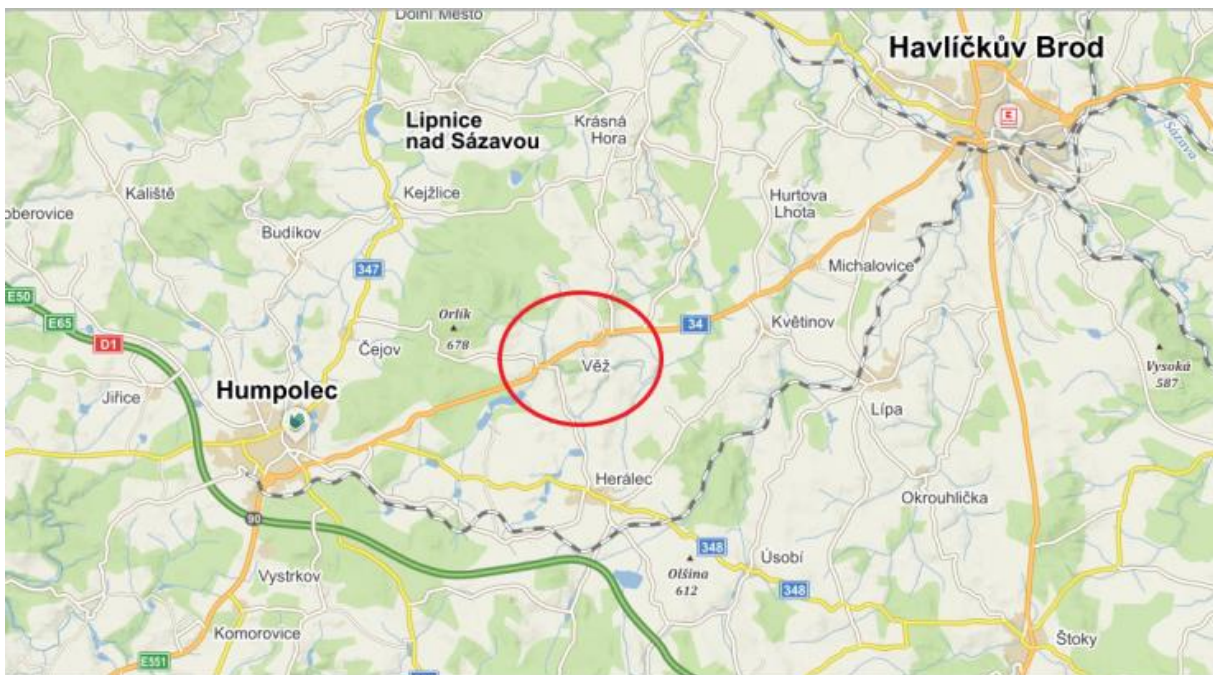 Dolní Město
Havlíčkův Brod
Lipnice
nad Sázavou
Krásná
Hora
Sázava
Kaliště
Kejžlice
Hurtova
Lhota
oberovice
Budíkov
347
Michalovice
E50
E65
D1
Orlík
678
34
Květinov
Čejov
Věž
Vysoká
587
Jiřice
Humpolec
Lípa
Herálec
Okrouhlička
90
348
Úsobí
Olšina
612
348
Vystrkov
Komorovice
Štoky
E551